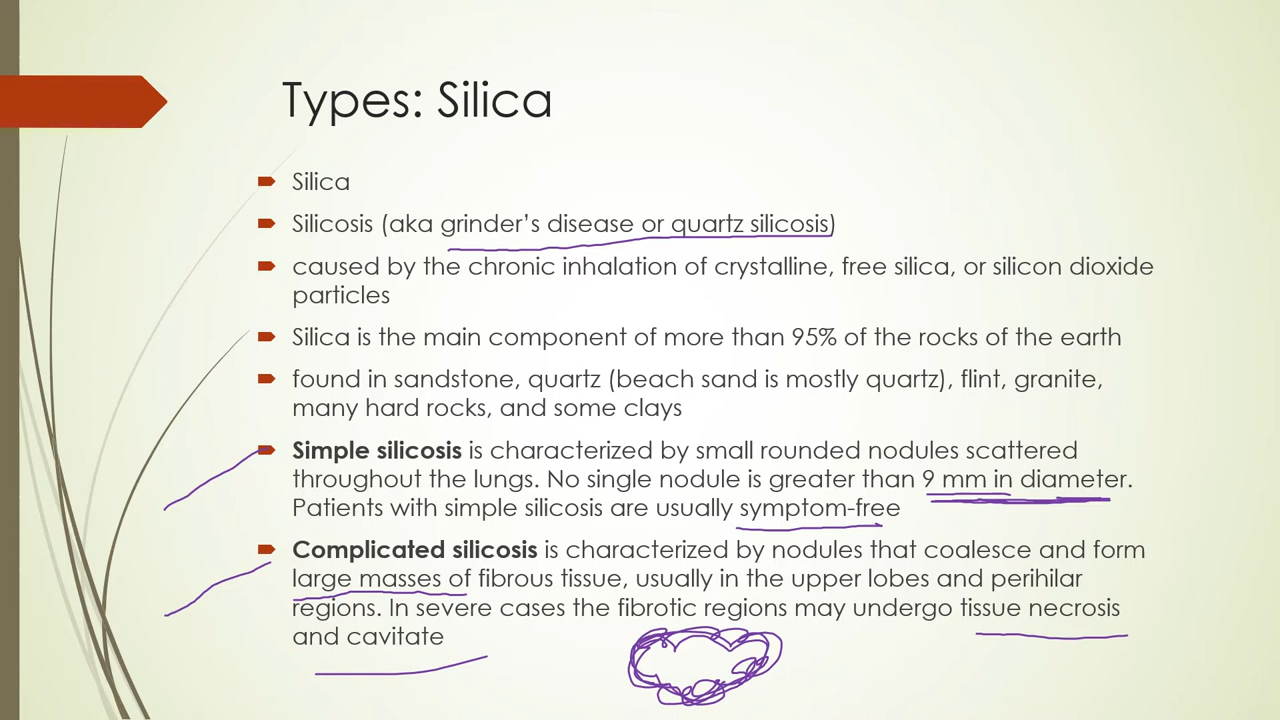 Types: Silica
Silica
Silicosis (aka grinder’s disease or quartz silicosis)
caused by the chronic inhalation of crystalline, free silica, or silicon dioxide
particles
Silica is the main component of more than 95% of the rocks of the earth
found in sandstone, quartz (beach sand is mostly quartz), flint, granite,
many hard rocks, and some clays
Simple silicosis is characterized by small rounded nodules scattered
throughout the lungs. No single nodule is greater than 9 mm in diameter.
Patients with simple silicosis are usually symptom-free
Complicated silicosis is characterized by nodules that coalesce and form
large masses of fibrous tissue, usually in the upper lobes and perihilar
regions. In severe cases the fibrotic regions may undergo tissue necrosis
and cavitate